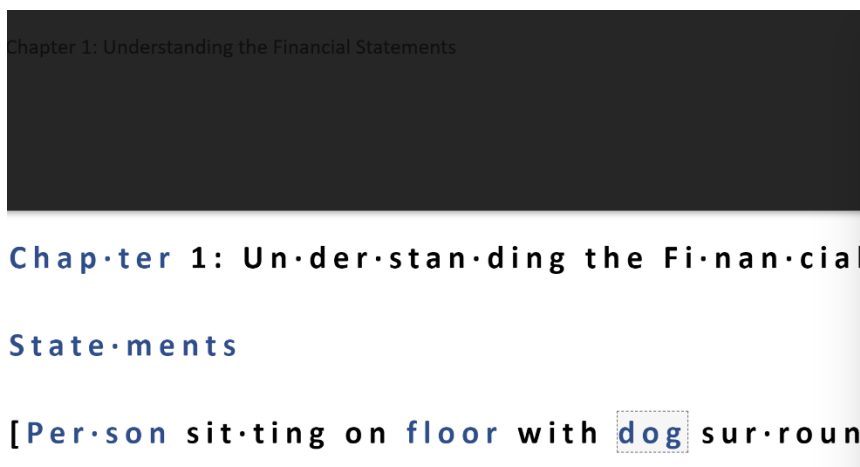 Chapter 1: Understanding the Financial Statements
Chap·ter 1: Un·der·stan·ding the Fi·nan·cial
State·ments
[Per·son sit·ting on floor with dog sur·roun